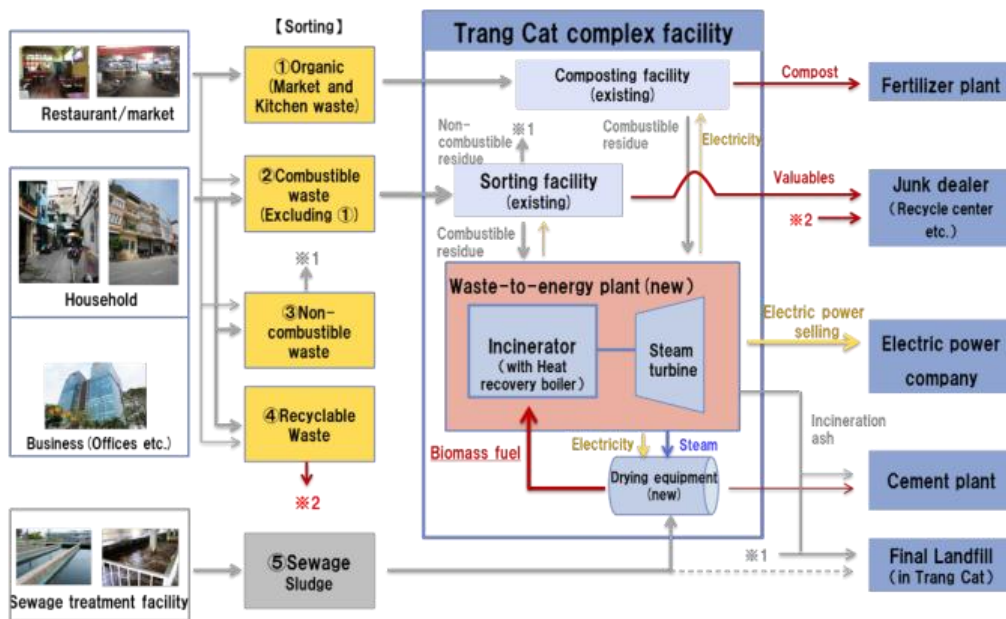 【Sorting】
Restaurant/market
Household
Business(Offices etc.)
Sewage treatment facility
①Organic
(Market and
Kitchen waste)
②Combustible
waste
(Excluding ①)
※1
③Non-
combustible
waste
④Recyclable
Waste
※2
⑤Sewage
Sludge
Trang Cat complex facility
Composting facility
(existing)
Non-
combustible
residue
※1
Combustible
residue
Electricity
Sorting facility
(existing)
Combustible
residue
Waste-to-energy plant(new)
Incinerator
(with Heat
recovery boiler)
Steam
turbine
Biomass fuel
Electricity
Steam
Drying equipment
(new)
Compost
Valuables
※2
Electric power
selling
Incineration
ash
※1
Fertilizer plant
Junk dealer
(Recycle center
etc.)
Electric power
company
Cement plant
Final Landfill
(in Trang Cat)